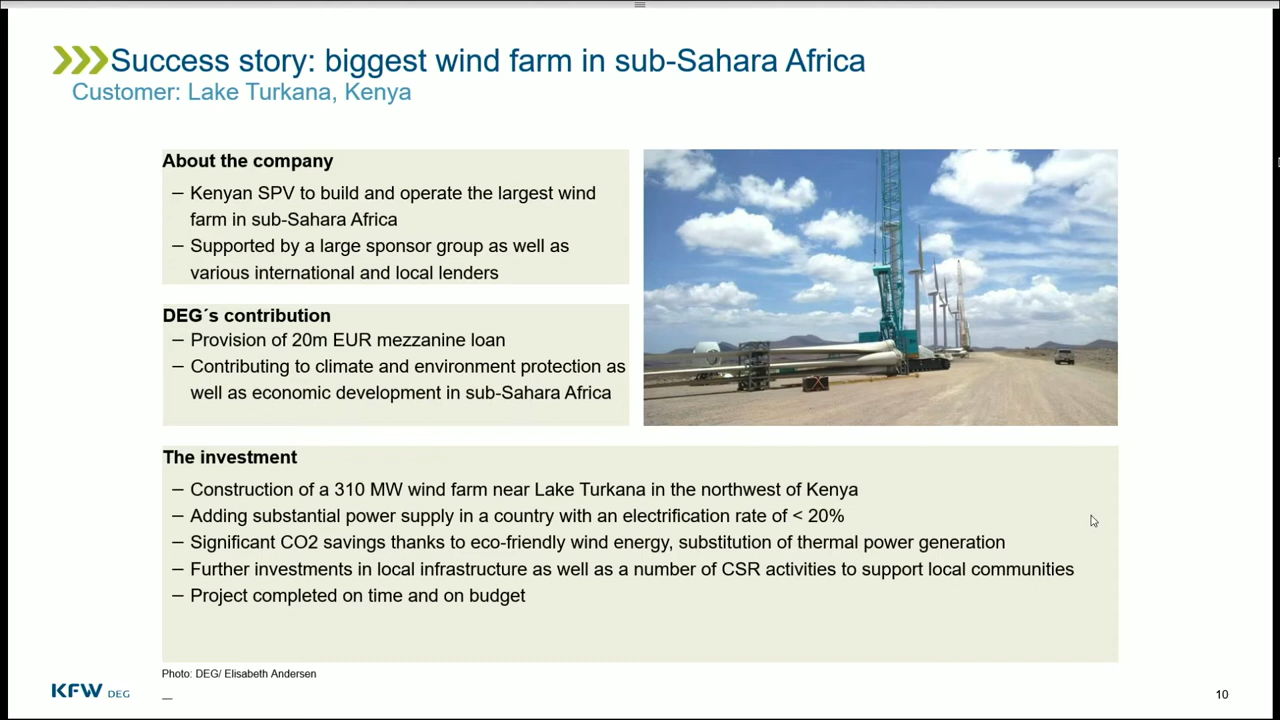 Success story: biggest wind farm in sub-Sahara Africa
Customer: Lake Turkana, Kenya
About the company
– Kenyan SPV to build and operate the largest wind
farm in sub-Sahara Africa
– Supported by a large sponsor group as well as
various international and local lenders
DEG´s contribution
– Provision of 20m EUR mezzanine loan
– Contributing to climate and environment protection as
well as economic development in sub-Sahara Africa
The investment
– Construction of a 310 MW wind farm near Lake Turkana in the northwest of Kenya
– Adding substantial power supply in a country with an electrification rate of < 20%
– Significant CO2 savings thanks to eco-friendly wind energy, substitution of thermal power generation
– Further investments in local infrastructure as well as a number of CSR activities to support local communities
– Project completed on time and on budget
Photo: DEG/ Elisabeth Andersen
KFW DEG
10